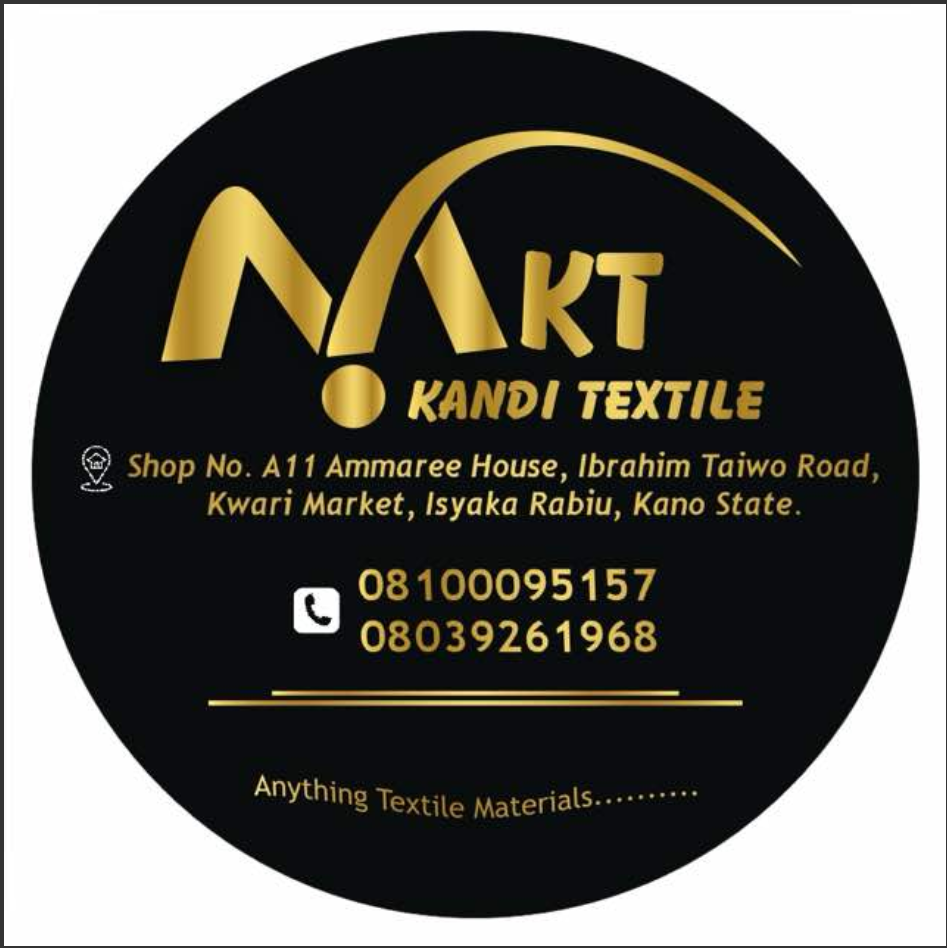 MKT
KANDI TEXTILE
Shop No. A11 Ammaree House, Ibrahim Taiwo Road,
Kwari Market, Isyaka Rabiu, Kano State.
08100095157
08039261968
Anything Textile Materials..........